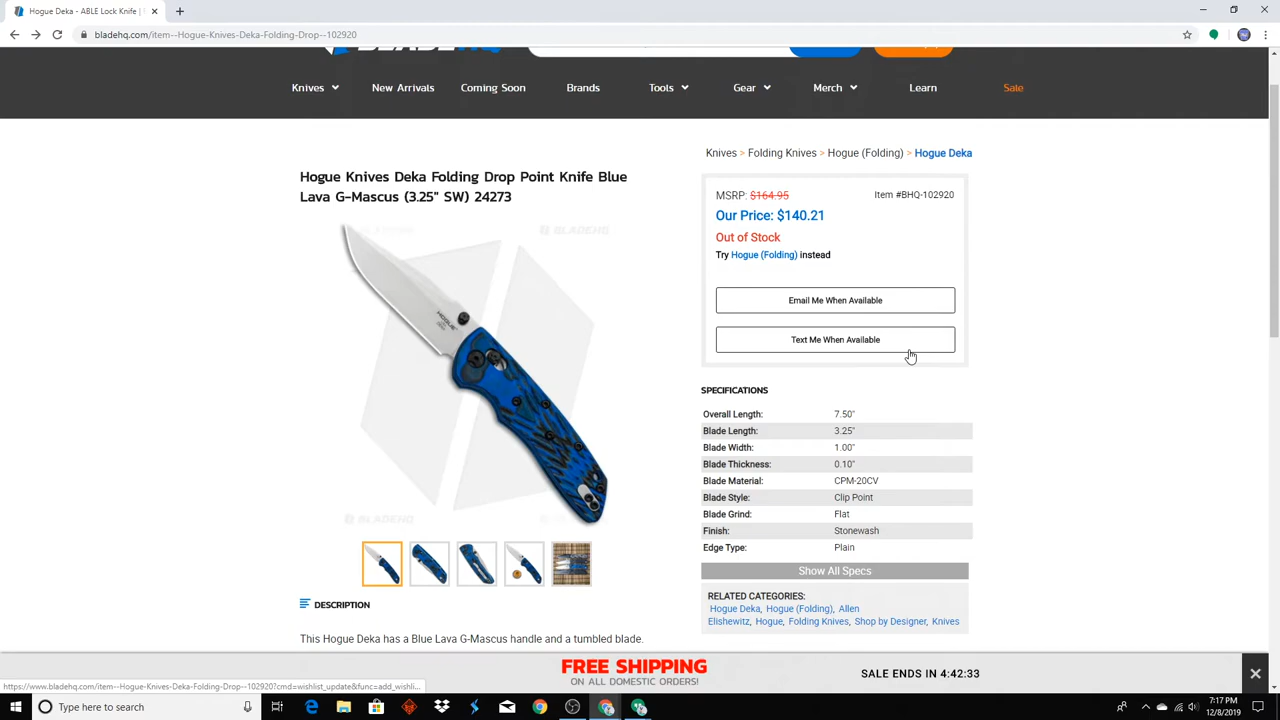 Hogue Deka - ABLE Lock Knife |
bladehq.com/item--Hogue-Knives-Deka-Folding-Drop--102920
Knives
New Arrivals
Coming Soon
Brands
Tools
Gear
Merch
Learn
Sale
Knives > Folding Knives > Hogue (Folding) > Hogue Deka
Hogue Knives Deka Folding Drop Point Knife Blue
Lava G-Mascus (3.25" SW) 24273
MSRP: $164.95
Item #BHQ-102920
Our Price: $140.21
Out of Stock
Try Hogue (Folding) instead
Email Me When Available
Text Me When Available
BLADEHQ
BLADEHQ
HOGUE
BLADEHQ
BLADEHQ
SPECIFICATIONS
Overall Length: 7.50"
Blade Length: 3.25"
Blade Width: 1.00"
Blade Thickness: 0.10"
Blade Material: CPM-20CV
Blade Style: Clip Point
Blade Grind: Flat
Finish: Stonewash
Edge Type: Plain
Show All Specs
RELATED CATEGORIES:
Hogue Deka, Hogue (Folding), Allen
Elishewitz, Hogue, Folding Knives, Shop by Designer, Knives
DESCRIPTION
This Hogue Deka has a Blue Lava G-Mascus handle and a tumbled blade.
FREE SHIPPING
ON ALL DOMESTIC ORDERS!
SALE ENDS IN 4:42:33
https://www.bladehq.com/item--Hogue-Knives-Deka-Folding-Drop--102920?cmd=wishlist_update&func=add_wishli...
Type here to search
7:17 PM
12/8/2019